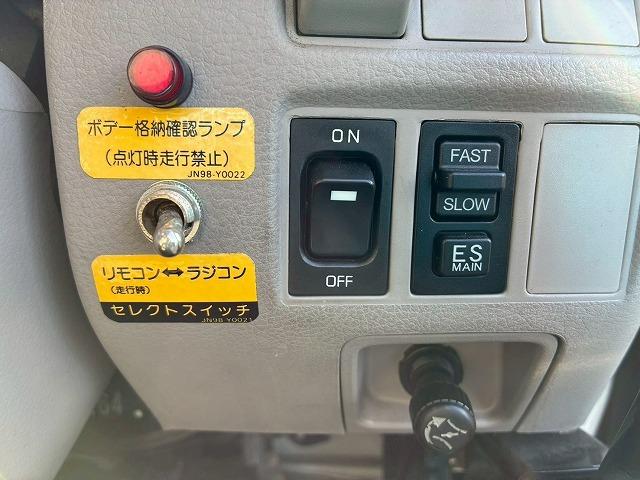 ボデー格納確認ランプ
(点灯時走行禁止)
JN98-Y0022
リモコン⇔ラジコン
(走行時)
セレクトスイッチ
JN98-Y0021
ON
OFF
FAST
SLOW
ES
MAIN